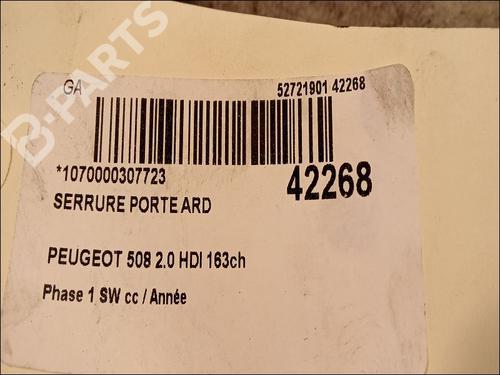 GA 52721901 42268
B-PARTS
*1070000307723 42268
SERRURE PORTE ARD
PEUGEOT 508 2.0 HDI 163ch
Phase 1 SW cc / Année